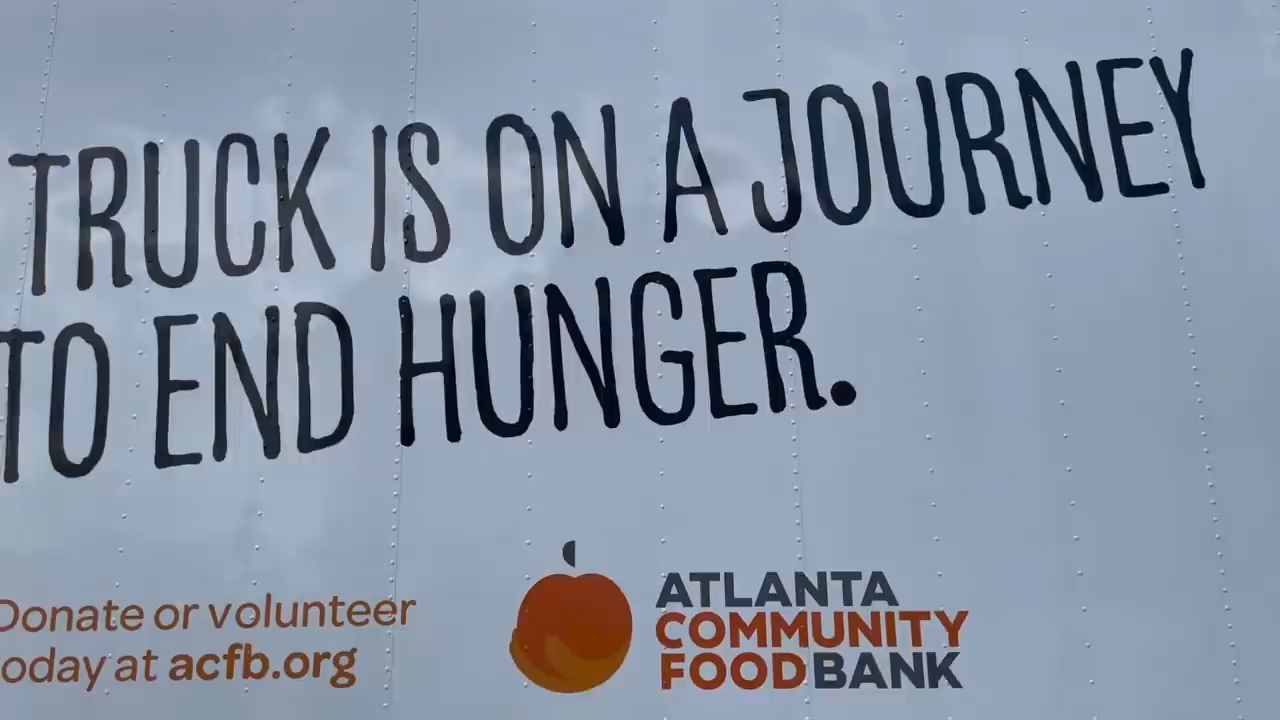 TRUCK IS ON A JOURNEY
TO END HUNGER.
Donate or volunteer
oday at acfb.org
ATLANTA
COMMUNITY
FOOD BANK